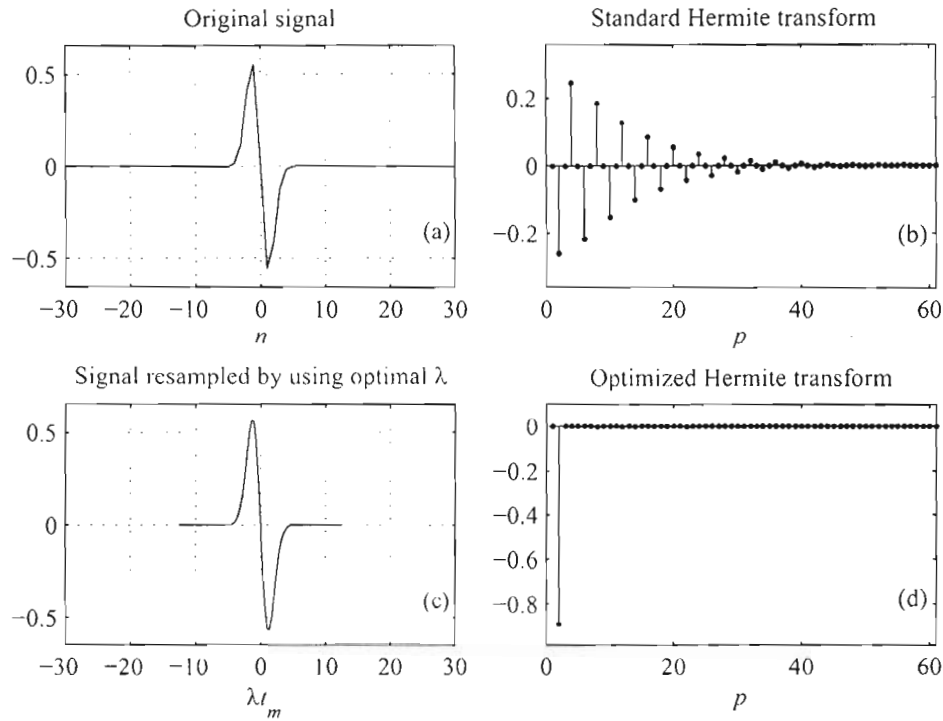 Original signal
0.5
0
−0.5
(a)
−30 −20 −10 0 10 20 30
n
Standard Hermite transform
0.2
0
−0.2
(b)
0 20 40 60
p
Signal resampled by using optimal λ
0.5
0
−0.5
(c)
−30 −20 −10 0 10 20 30
λt_m
Optimized Hermite transform
0
−0.2
−0.4
−0.6
−0.8
(d)
0 20 40 60
p